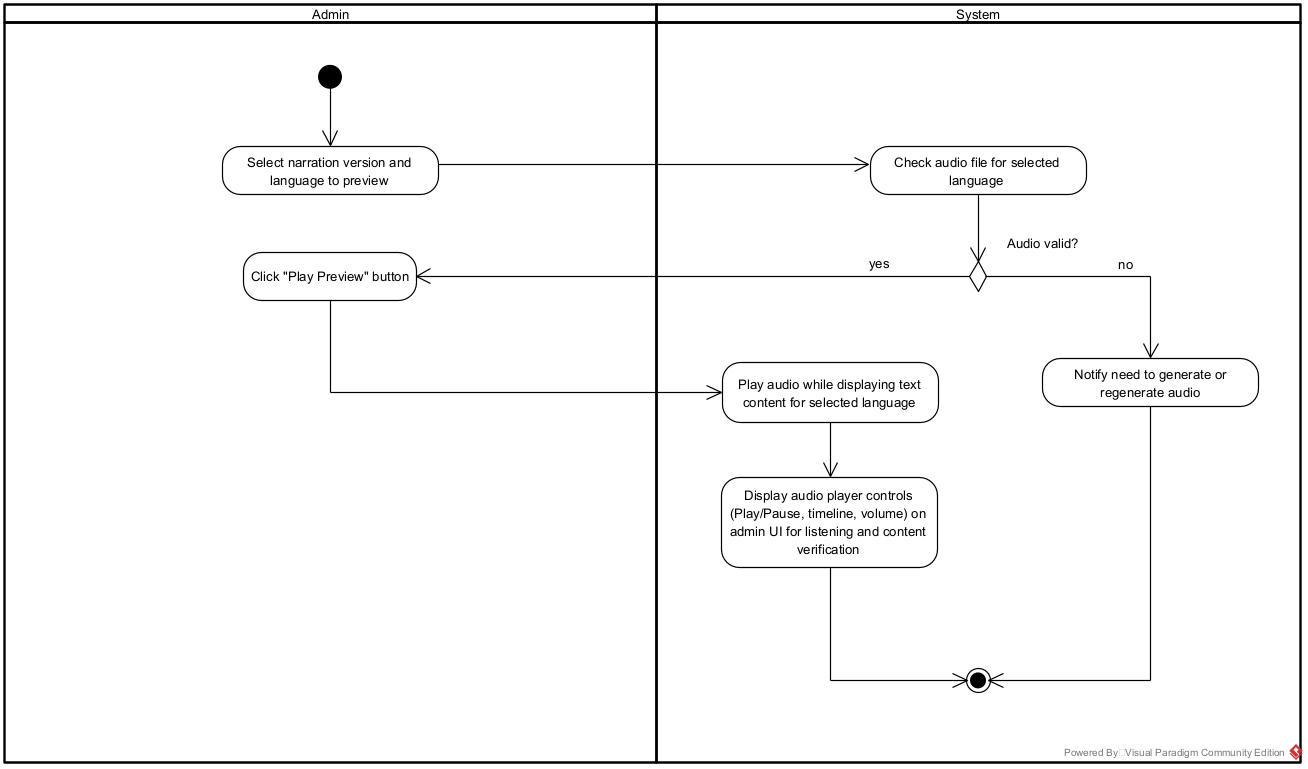 Admin
System
Select narration version and
language to preview
Check audio file for selected
language
Audio valid?
yes
no
Click "Play Preview" button
Play audio while displaying text
content for selected language
Notify need to generate or
regenerate audio
Display audio player controls
(Play/Pause, timeline, volume) on
admin UI for listening and content
verification
Powered By Visual Paradigm Community Edition